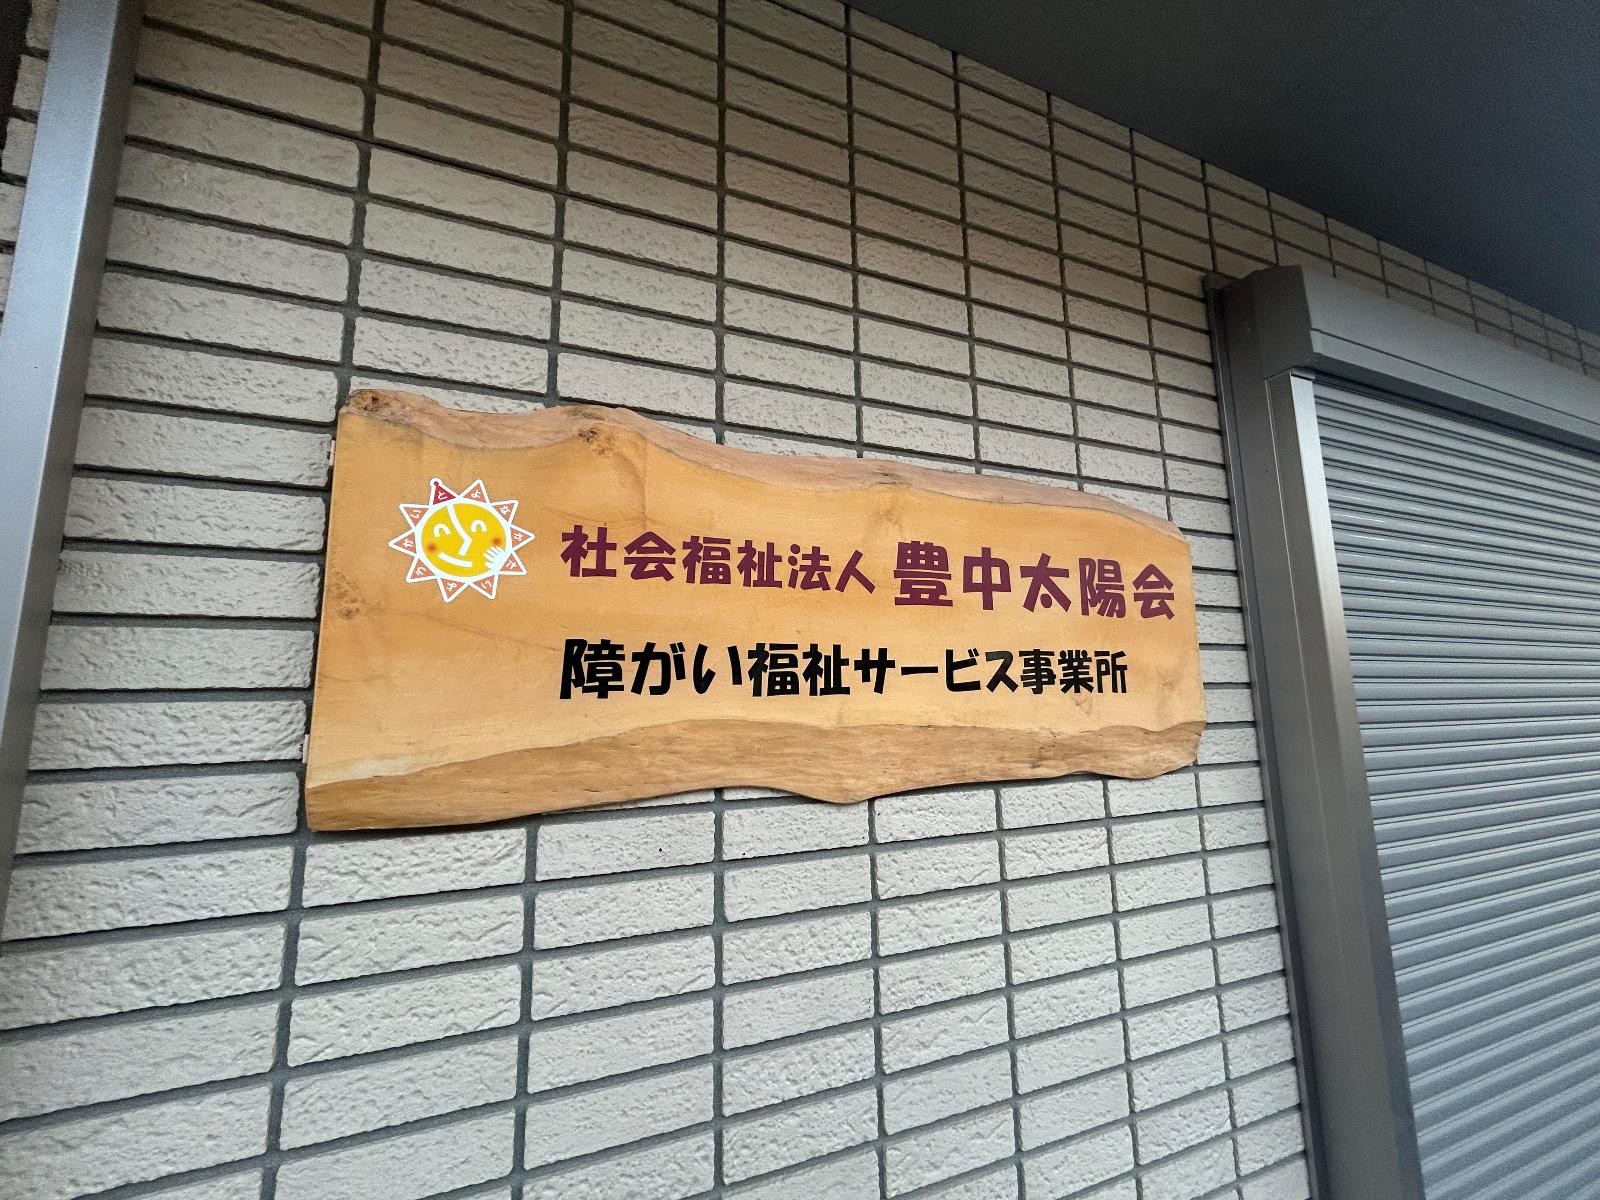 社会福祉法人 豊中太陽会
障がい福祉サービス事業所